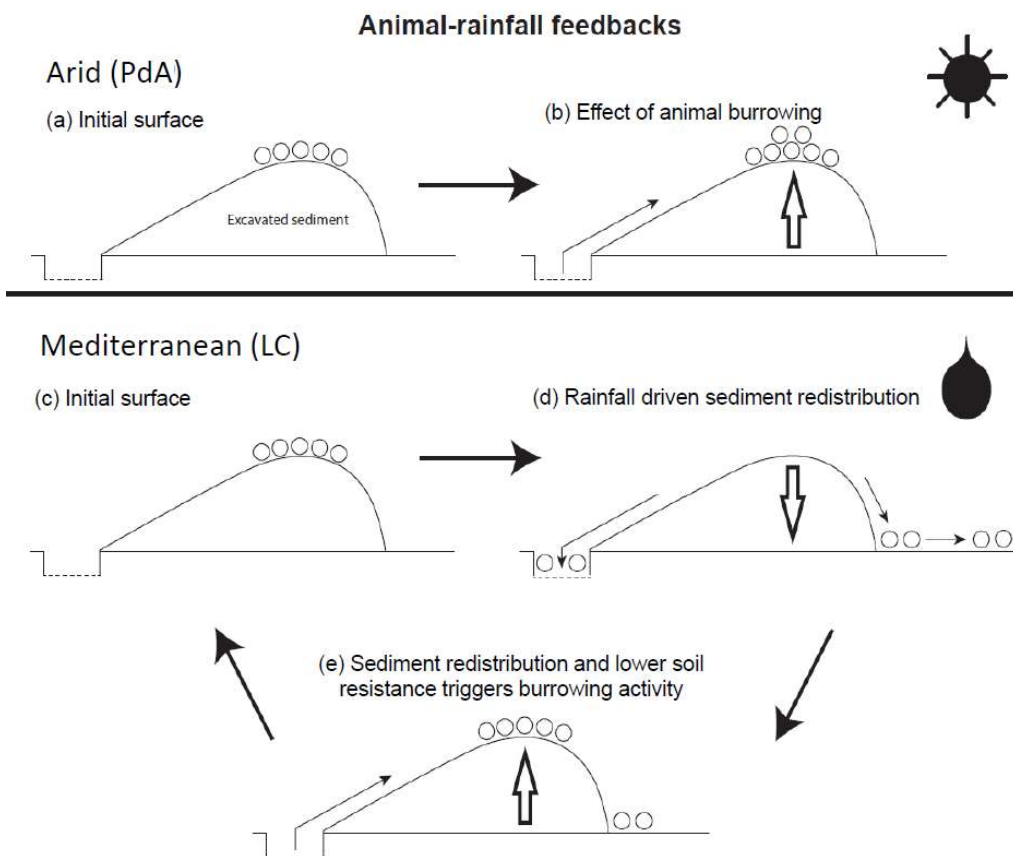 Animal-rainfall feedbacks
Arid (PdA)
(a) Initial surface
(b) Effect of animal burrowing
Excavated sediment
Mediterranean (LC)
(c) Initial surface
(d) Rainfall driven sediment redistribution
(e) Sediment redistribution and lower soil
resistance triggers burrowing activity